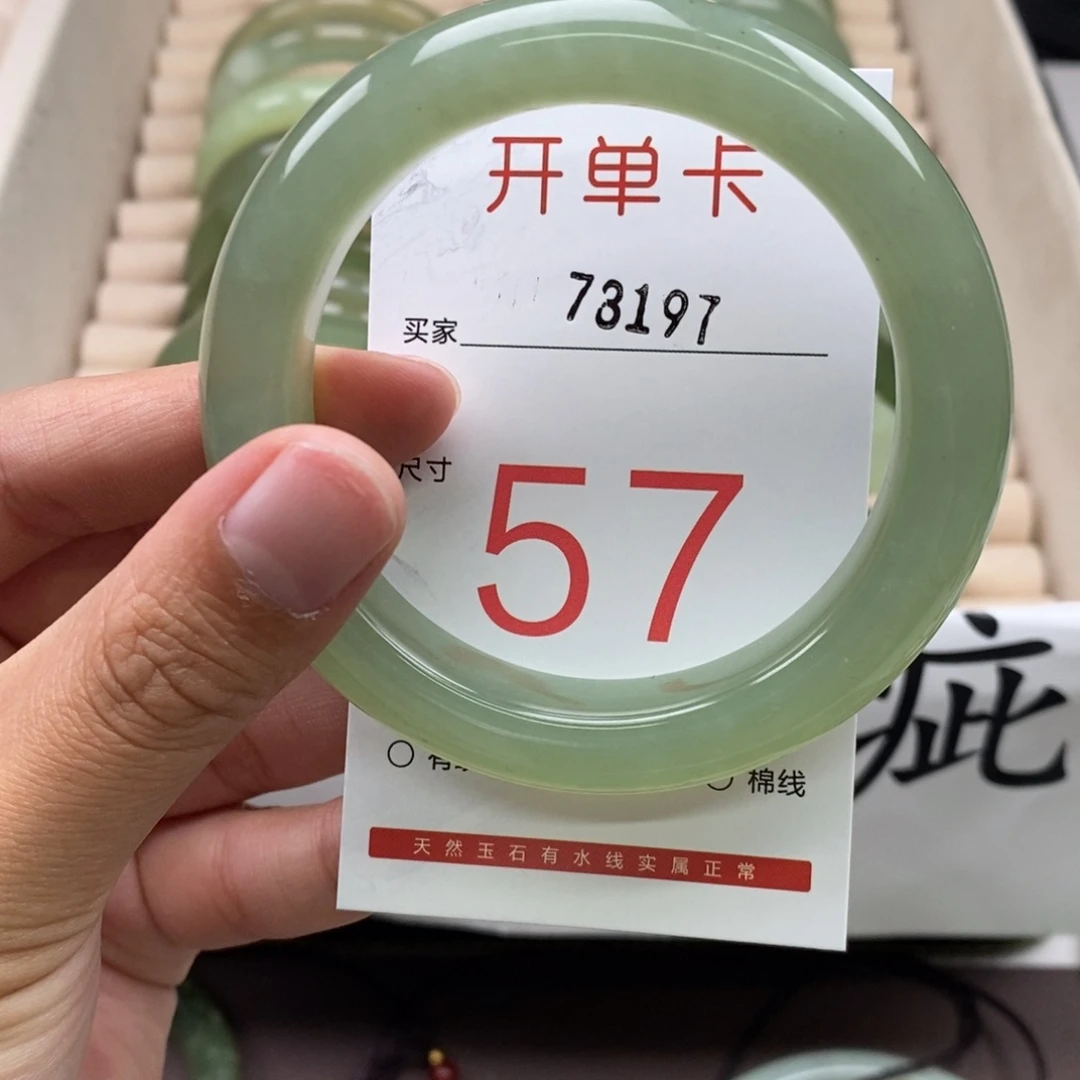 开单卡
买家 73197
尺寸 57
疵
棉线
天然玉石有水线实属正常